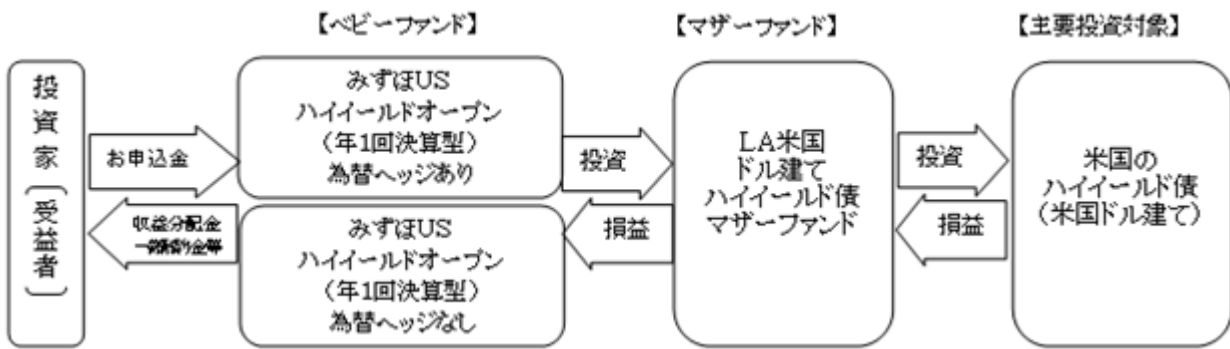 【ベビーファンド】
【マザーファンド】
【主要投資対象】
投資家（受益者）
お申込金
収益分配金
みずほUS
ハイイールドオープン
（年1回決算型）
為替ヘッジあり
みずほUS
ハイイールドオープン
（年1回決算型）
為替ヘッジなし
投資
損益
LA米国
ドル建て
ハイイールド債
マザーファンド
投資
損益
米国の
ハイイールド債
（米国ドル建て）